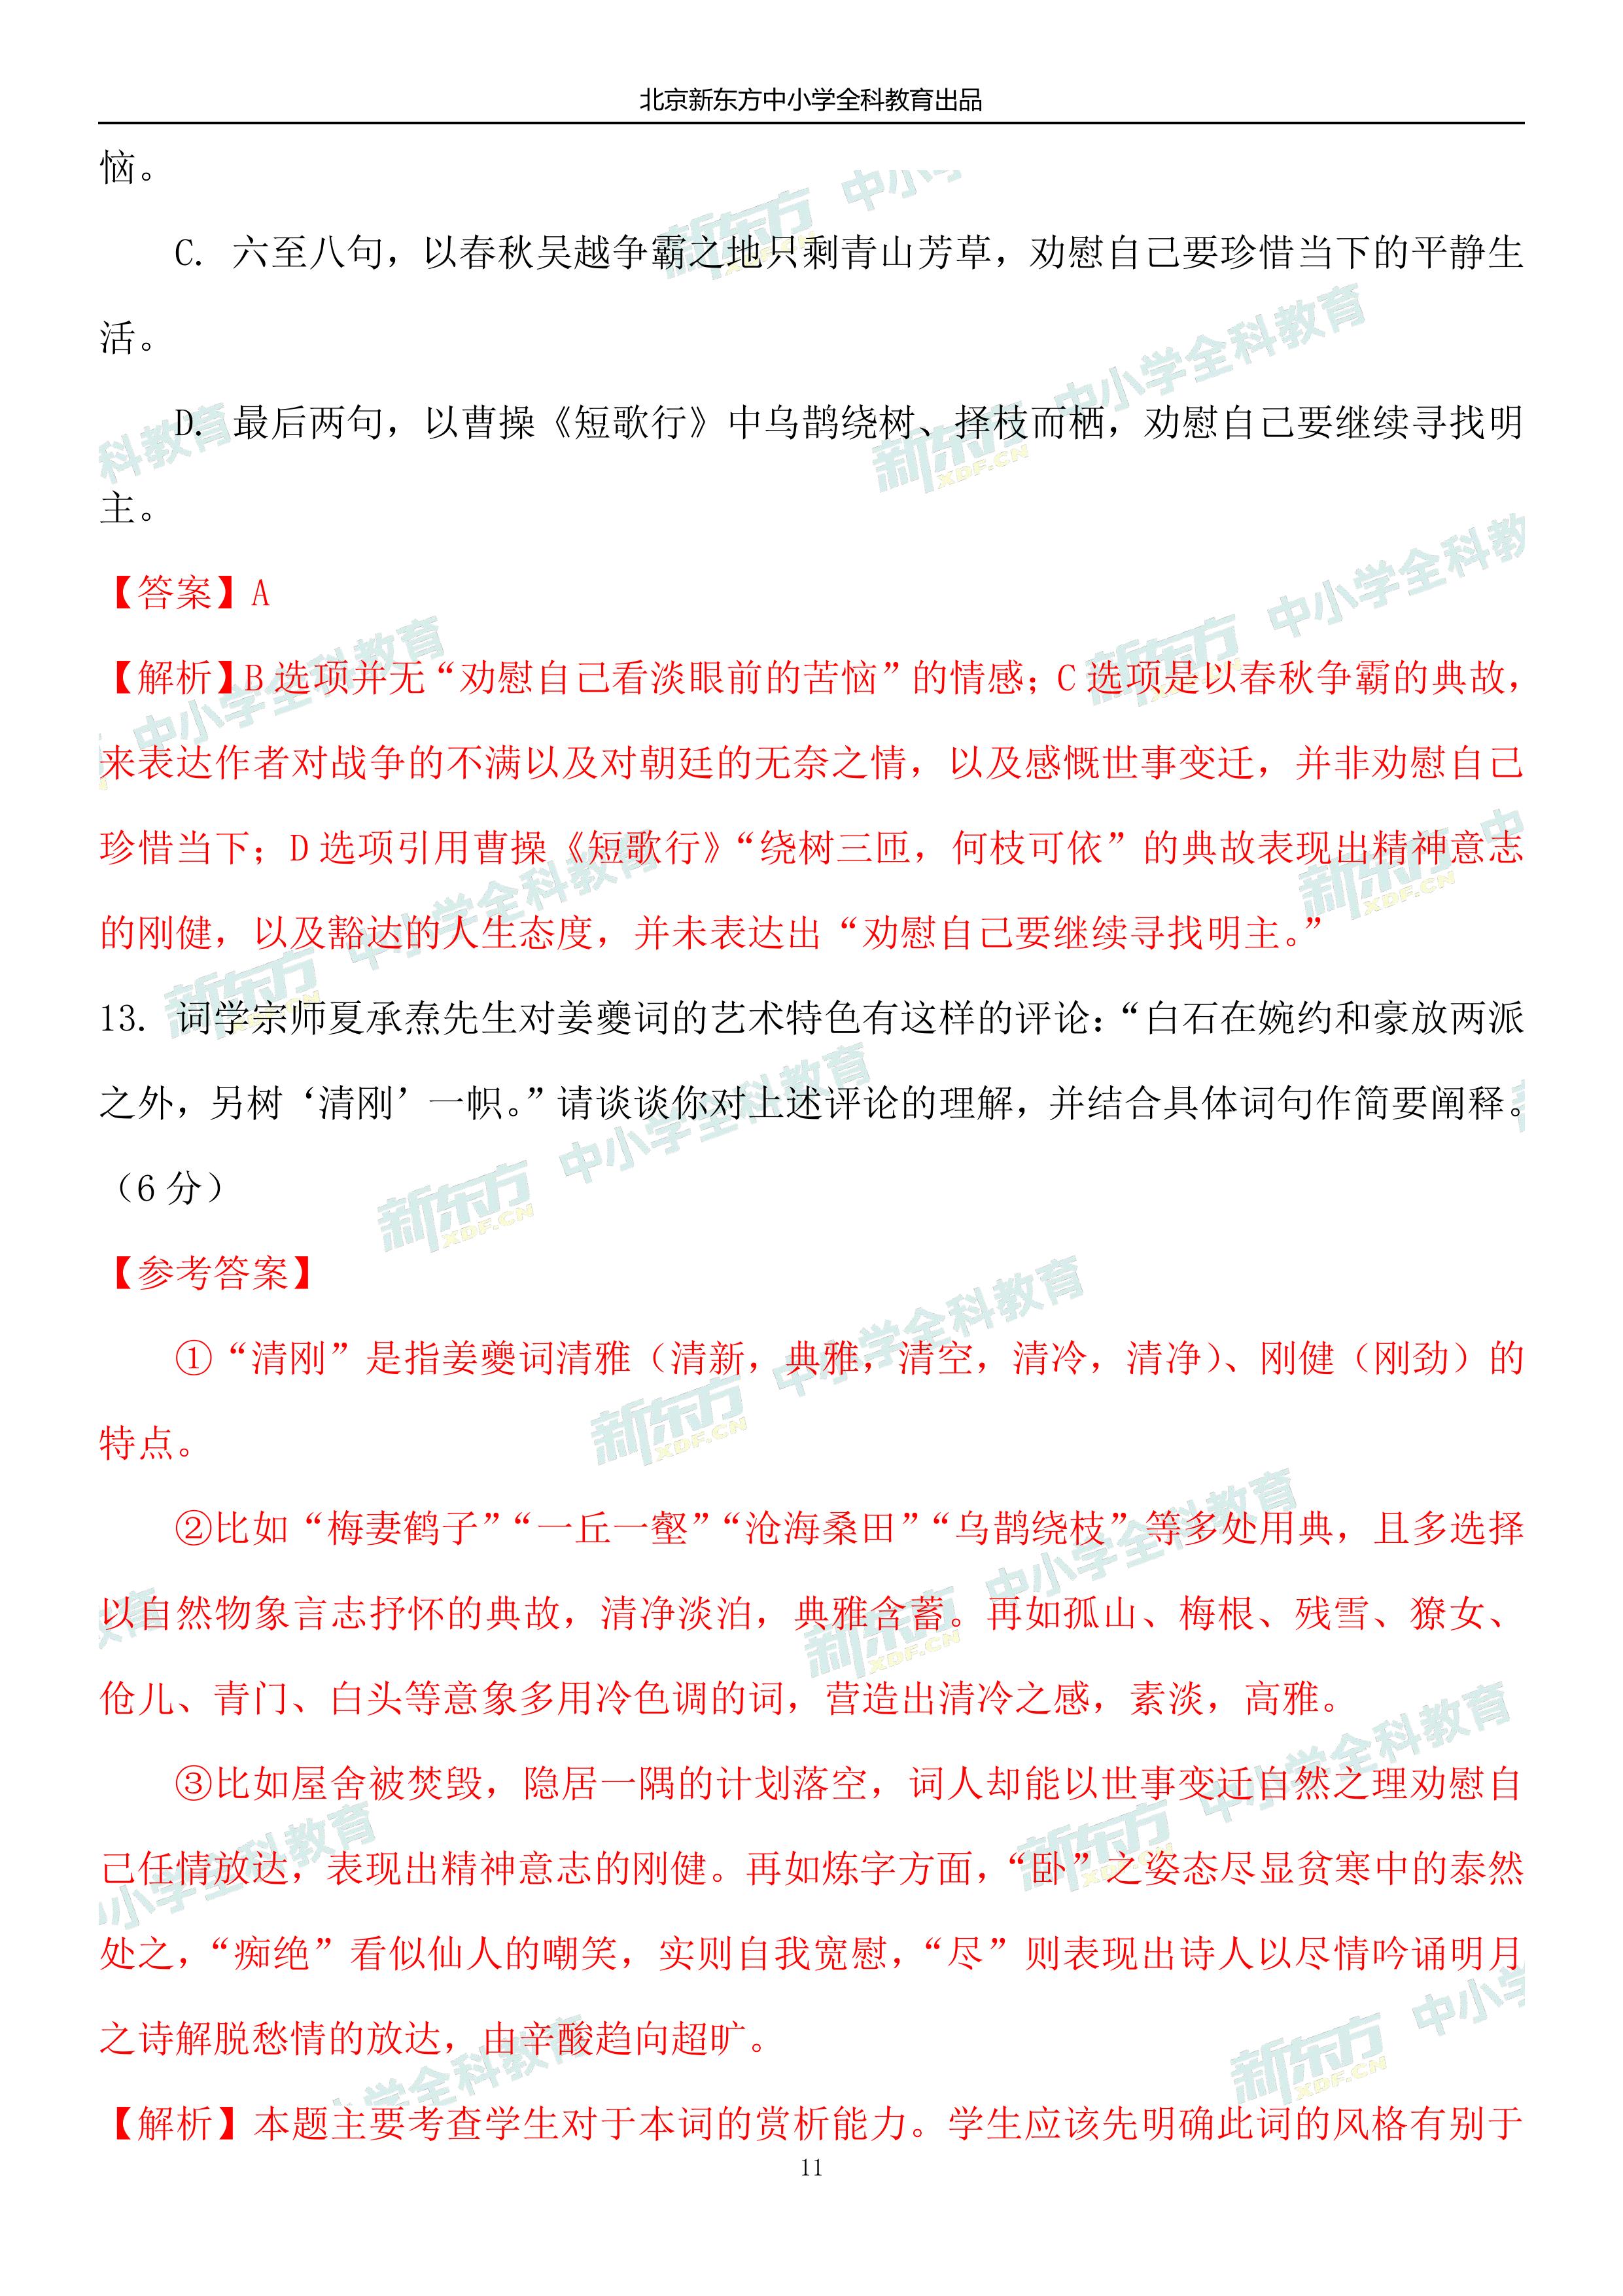 北京新东方中小学全科教育出品
恼。
C. 六至八句，以春秋吴越争霸之地只剩青山芳草，劝慰自己要珍惜当下的平静生
活。
D. 最后两句，以曹操《短歌行》中乌鹊绕树、择枝而栖，劝慰自己要继续寻找明
主。
【答案】A
【解析】B 选项并无“劝慰自己看淡眼前的苦恼”的情感；C 选项是以春秋争霸的典故，
来表达作者对战争的不满以及对朝廷的无奈之情，以及感慨世事变迁，并非劝慰自己
珍惜当下；D 选项引用曹操《短歌行》“绕树三匝，何枝可依”的典故表现出精神意志
的刚健，以及豁达的人生态度，并未表达出“劝慰自己要继续寻找明主。”
13. 词学宗师夏承焘先生对姜夔词的艺术特色有这样的评论：“白石在婉约和豪放两派
之外，另树‘清刚’一帜。”请谈谈你对上述评论的理解，并结合具体词句作简要阐释。
（6 分）
【参考答案】
①“清刚”是指姜夔词清雅（清新，典雅，清空，清冷，清净）、刚健（刚劲）的
特点。
②比如“梅妻鹤子”“一丘一壑”“沧海桑田”“乌鹊绕枝”等多处用典，且多选择
以自然物象言志抒怀的典故，清净淡泊，典雅含蓄。再如孤山、梅根、残雪、獠女、
伧儿、青门、白头等意象多用冷色调的词，营造出清冷之感，素淡，高雅。
③比如屋舍被焚毁，隐居一隅的计划落空，词人却能以世事变迁自然之理劝慰自
己任情放达，表现出精神意志的刚健。再如炼字方面，“卧”之姿态尽显贫寒中的泰然
处之，“痴绝”看似仙人的嘲笑，实则自我宽慰，“尽”则表现出诗人以尽情吟诵明月
之诗解脱愁情的放达，由辛酸趋向超旷。
【解析】本题主要考查学生对于本词的赏析能力。学生应该先明确此词的风格有别于
11